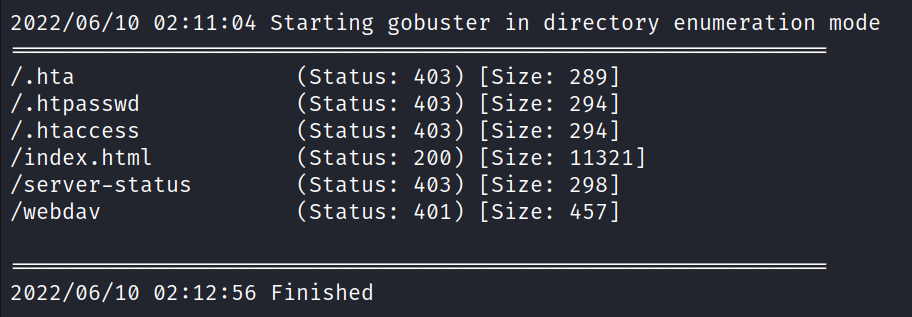 2022/06/10 02:11:04 Starting gobuster in directory enumeration mode
===============================================================
/.hta                 (Status: 403) [Size: 289]
/.htpasswd            (Status: 403) [Size: 294]
/.htaccess            (Status: 403) [Size: 294]
/index.html           (Status: 200) [Size: 11321]
/server-status        (Status: 403) [Size: 298]
/webdav               (Status: 401) [Size: 457]
===============================================================
2022/06/10 02:12:56 Finished